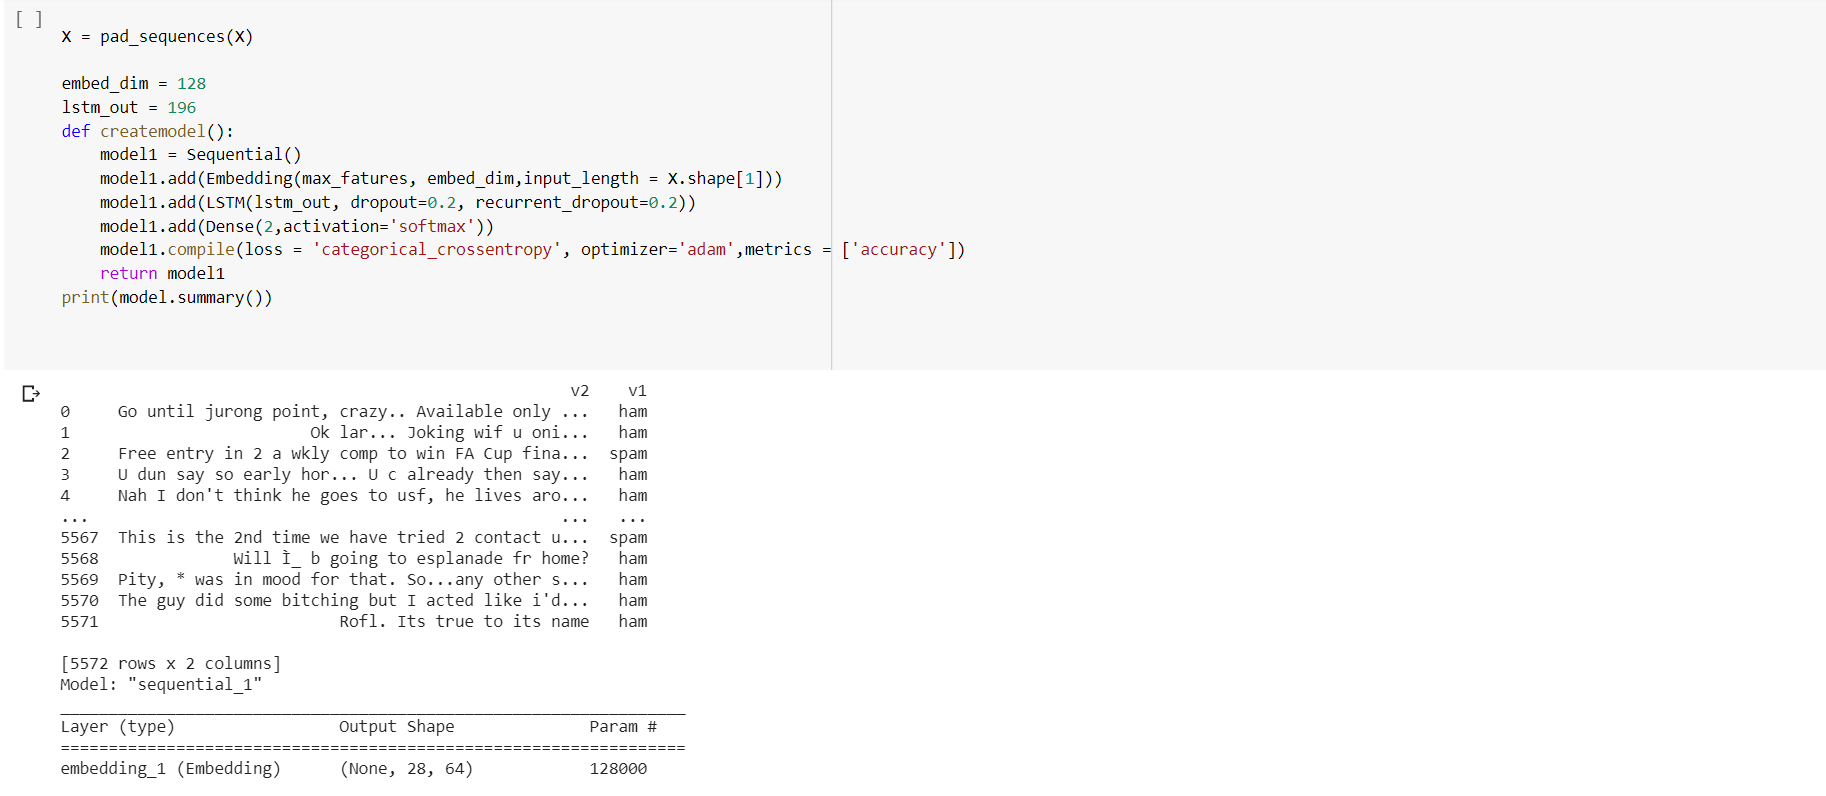 [ ]
X = pad_sequences(X)
embed_dim = 128
lstm_out = 196
def createmodel():
    model1 = Sequential()
    model1.add(Embedding(max_fatures, embed_dim,input_length = X.shape[1]))
    model1.add(LSTM(lstm_out, dropout=0.2, recurrent_dropout=0.2))
    model1.add(Dense(2,activation='softmax'))
    model1.compile(loss = 'categorical_crossentropy', optimizer='adam',metrics = ['accuracy'])
    return model1
print(model.summary())
v2 v1
0 Go until jurong point, crazy.. Available only ... ham
1 Ok lar... Joking wif u oni... ham
2 Free entry in 2 a wkly comp to win FA Cup fina... spam
3 U dun say so early hor... U c already then say... ham
4 Nah I don't think he goes to usf, he lives aro... ham
... ... ...
5567 This is the 2nd time we have tried 2 contact u... spam
5568 Will Ì_ b going to esplanade fr home? ham
5569 Pity, * was in mood for that. So...any other s... ham
5570 The guy did some bitching but I acted like i'd... ham
5571 Rofl. Its true to its name ham
[5572 rows x 2 columns]
Model: "sequential_1"
_________________________________________________________________
Layer (type) Output Shape Param #
=================================================================
embedding_1 (Embedding) (None, 28, 64) 128000